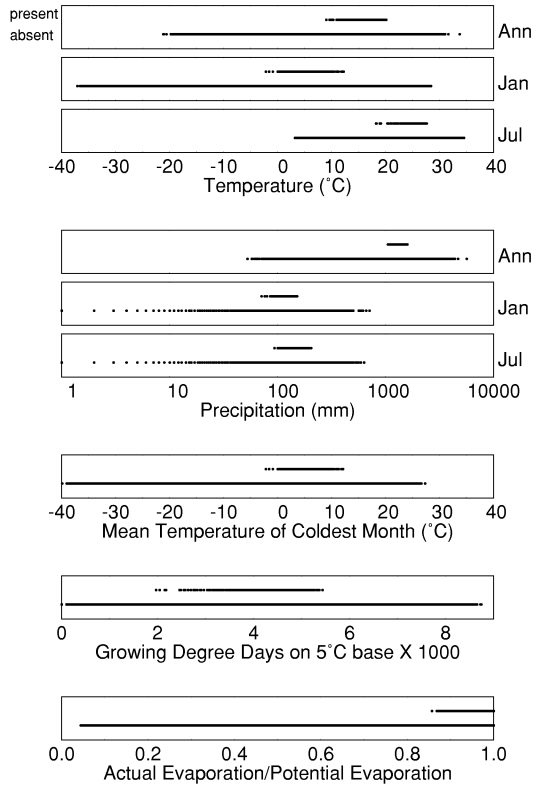 present
absent
Ann
Jan
Jul
-40 -30 -20 -10 0 10 20 30 40
Temperature (˚C)
Ann
Jan
Jul
1 10 100 1000 10000
Precipitation (mm)
-40 -30 -20 -10 0 10 20 30 40
Mean Temperature of Coldest Month (˚C)
0 2 4 6 8
Growing Degree Days on 5˚C base X 1000
0.0 0.2 0.4 0.6 0.8 1.0
Actual Evaporation/Potential Evaporation